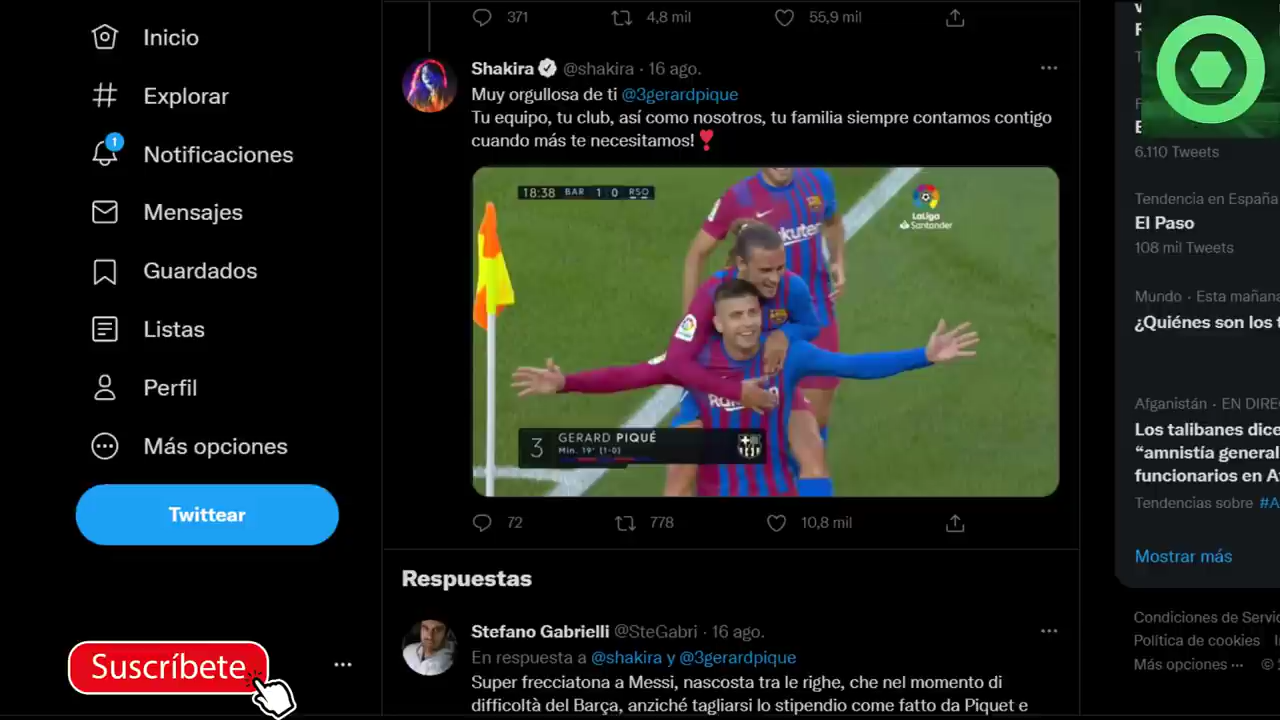 Inicio
Explorar
1
Notificaciones
Mensajes
Guardados
Listas
Perfil
Más opciones
Twittear
Suscríbete
371
4,8 mil
55,9 mil
Shakira @shakira · 16 ago.
Muy orgullosa de ti @3gerardpique
Tu equipo, tu club, así como nosotros, tu familia siempre contamos contigo
cuando más te necesitamos!
18:38 BAR 1 0 RSO
LaLiga
Santander
Rakuten
3 GERARD PIQUÉ
Min. 19' (1-0)
72
778
10,8 mil
Respuestas
Stefano Gabrielli @SteGabri · 16 ago.
En respuesta a @shakira y @3gerardpique
Super frecciatona a Messi, nascosta tra le righe, che nel momento di
difficoltà del Barça, anziché tagliarsi lo stipendio come fatto da Piquet e
6.110 Tweets
Tendencia en España
El Paso
108 mil Tweets
Mundo · Esta mañana
¿Quiénes son los
Afganistán · EN DIREC
Los talibanes dice
“amnistía general
funcionarios en A
Tendencias sobre #A
Mostrar más
Condiciones de Servic
Política de cookies
Más opciones ··· ©